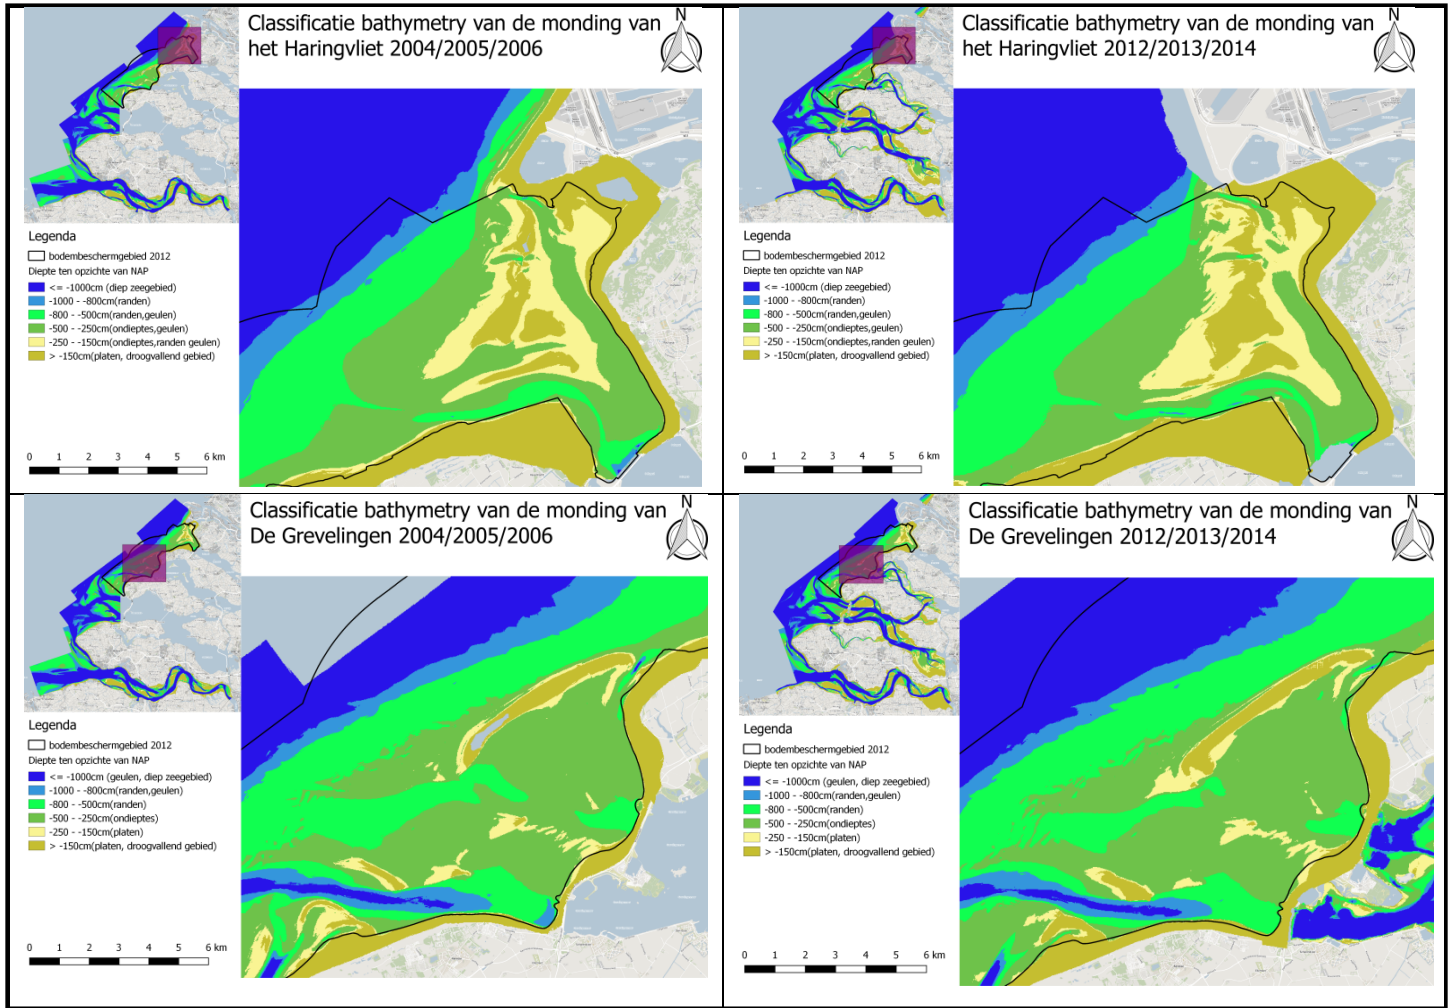 Classificatie bathymetry van de monding van
het Haringvliet 2004/2005/2006
N
Legenda
bodembeschermgebied 2012
Diepte ten opzichte van NAP
<= -1000cm (diep zeegebied)
-1000 - -800cm(randen)
-800 - -500cm(randen,geulen)
-500 - -250cm(ondieptes,geulen)
-250 - -150cm(ondieptes,randen geulen)
> -150cm(platen, droogvallend gebied)
0 1 2 3 4 5 6 km
Classificatie bathymetry van de monding van
het Haringvliet 2012/2013/2014
N
Legenda
bodembeschermgebied 2012
Diepte ten opzichte van NAP
<= -1000cm (diep zeegebied)
-1000 - -800cm(randen)
-800 - -500cm(randen,geulen)
-500 - -250cm(ondieptes,geulen)
-250 - -150cm(ondieptes,randen geulen)
> -150cm(platen, droogvallend gebied)
0 1 2 3 4 5 6 km
Classificatie bathymetry van de monding van
De Grevelingen 2004/2005/2006
N
Legenda
bodembeschermgebied 2012
Diepte ten opzichte van NAP
<= -1000cm (geulen, diep zeegebied)
-1000 - -800cm(randen,geulen)
-800 - -500cm(randen)
-500 - -250cm(ondieptes)
-250 - -150cm(platen)
> -150cm(platen, droogvallend gebied)
0 1 2 3 4 5 6 km
Classificatie bathymetry van de monding van
De Grevelingen 2012/2013/2014
N
Legenda
bodembeschermgebied 2012
Diepte ten opzichte van NAP
<= -1000cm (geulen, diep zeegebied)
-1000 - -800cm(randen,geulen)
-800 - -500cm(randen)
-500 - -250cm(ondieptes)
-250 - -150cm(platen)
> -150cm(platen, droogvallend gebied)
0 1 2 3 4 5 6 km